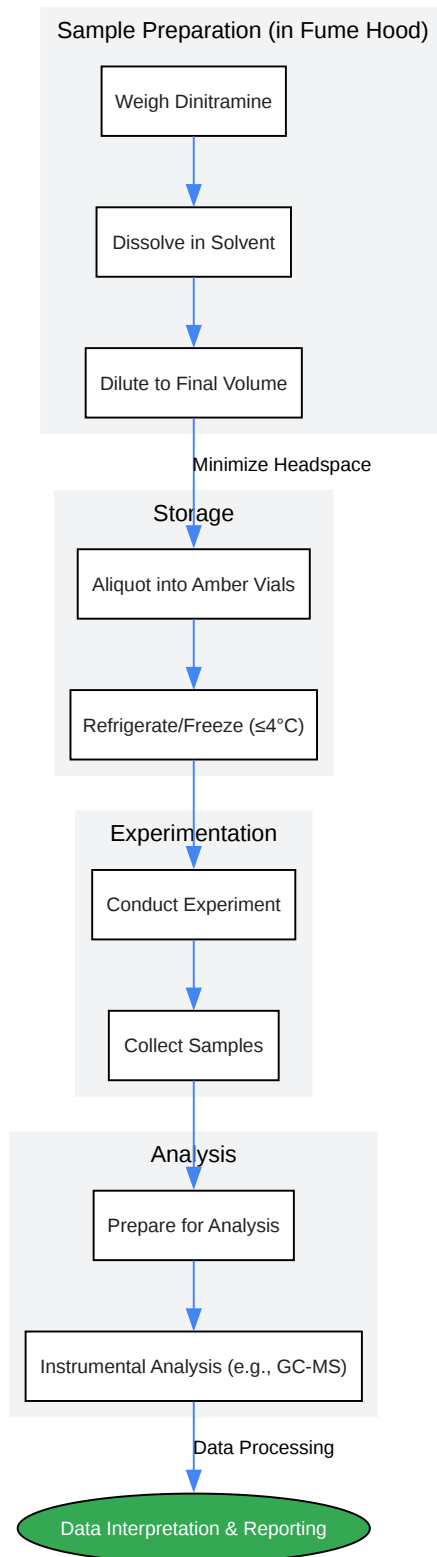 Sample Preparation (in Fume Hood)
Weigh Dinitramine
Dissolve in Solvent
Dilute to Final Volume
Minimize Headspace
Storage
Aliquot into Amber Vials
Refrigerate/Freeze (≤4°C)
Experimentation
Conduct Experiment
Collect Samples
Analysis
Prepare for Analysis
Instrumental Analysis (e.g., GC-MS)
Data Processing
Data Interpretation & Reporting